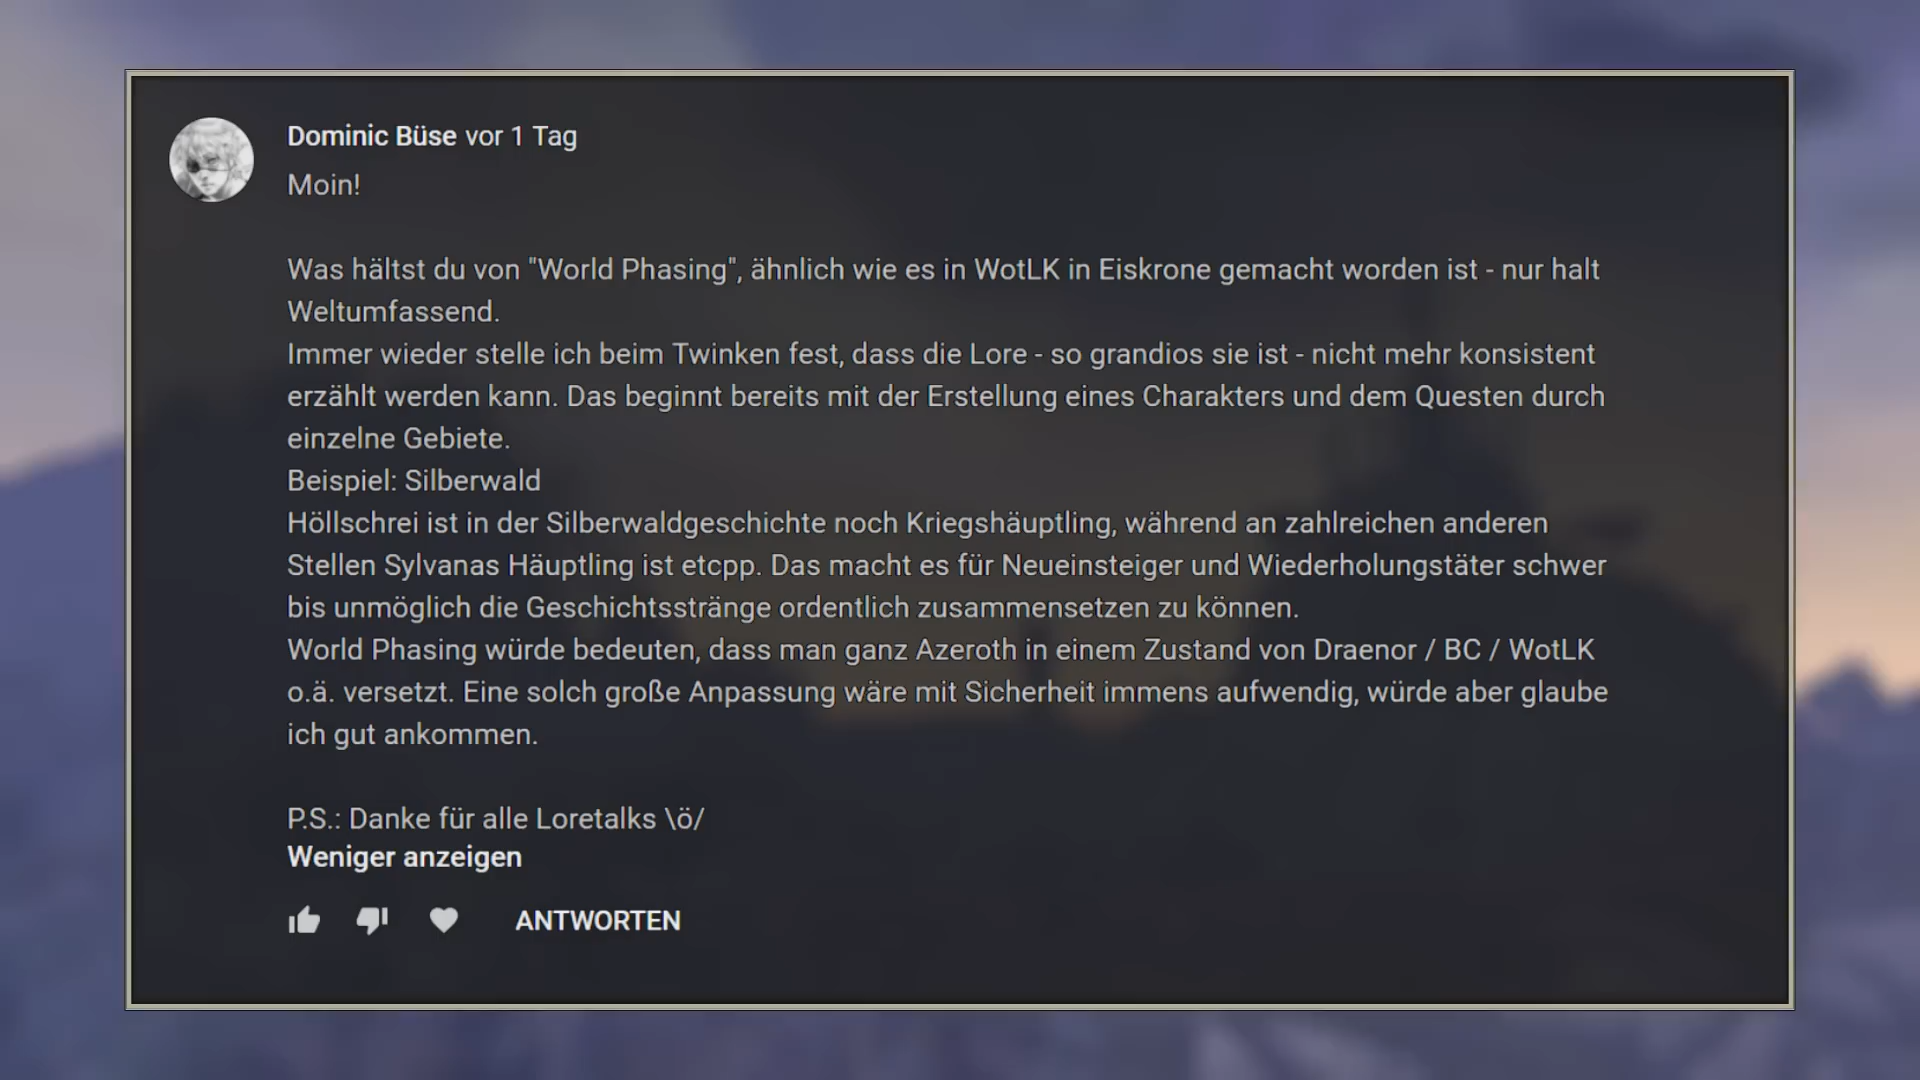 Dominic Büse vor 1 Tag
Moin!
Was hältst du von "World Phasing", ähnlich wie es in WotLK in Eiskrone gemacht worden ist - nur halt
Weltumfassend.
Immer wieder stelle ich beim Twinken fest, dass die Lore - so grandios sie ist - nicht mehr konsistent
erzählt werden kann. Das beginnt bereits mit der Erstellung eines Charakters und dem Questen durch
einzelne Gebiete.
Beispiel: Silberwald
Höllschrei ist in der Silberwaldgeschichte noch Kriegshäuptling, während an zahlreichen anderen
Stellen Sylvanas Häuptling ist etcpp. Das macht es für Neueinsteiger und Wiederholungstäter schwer
bis unmöglich die Geschichtsstränge ordentlich zusammensetzen zu können.
World Phasing würde bedeuten, dass man ganz Azeroth in einem Zustand von Draenor / BC / WotLK
o.ä. versetzt. Eine solch große Anpassung wäre mit Sicherheit immens aufwendig, würde aber glaube
ich gut ankommen.
P.S.: Danke für alle Loretalks \ö/
Weniger anzeigen
ANTWORTEN